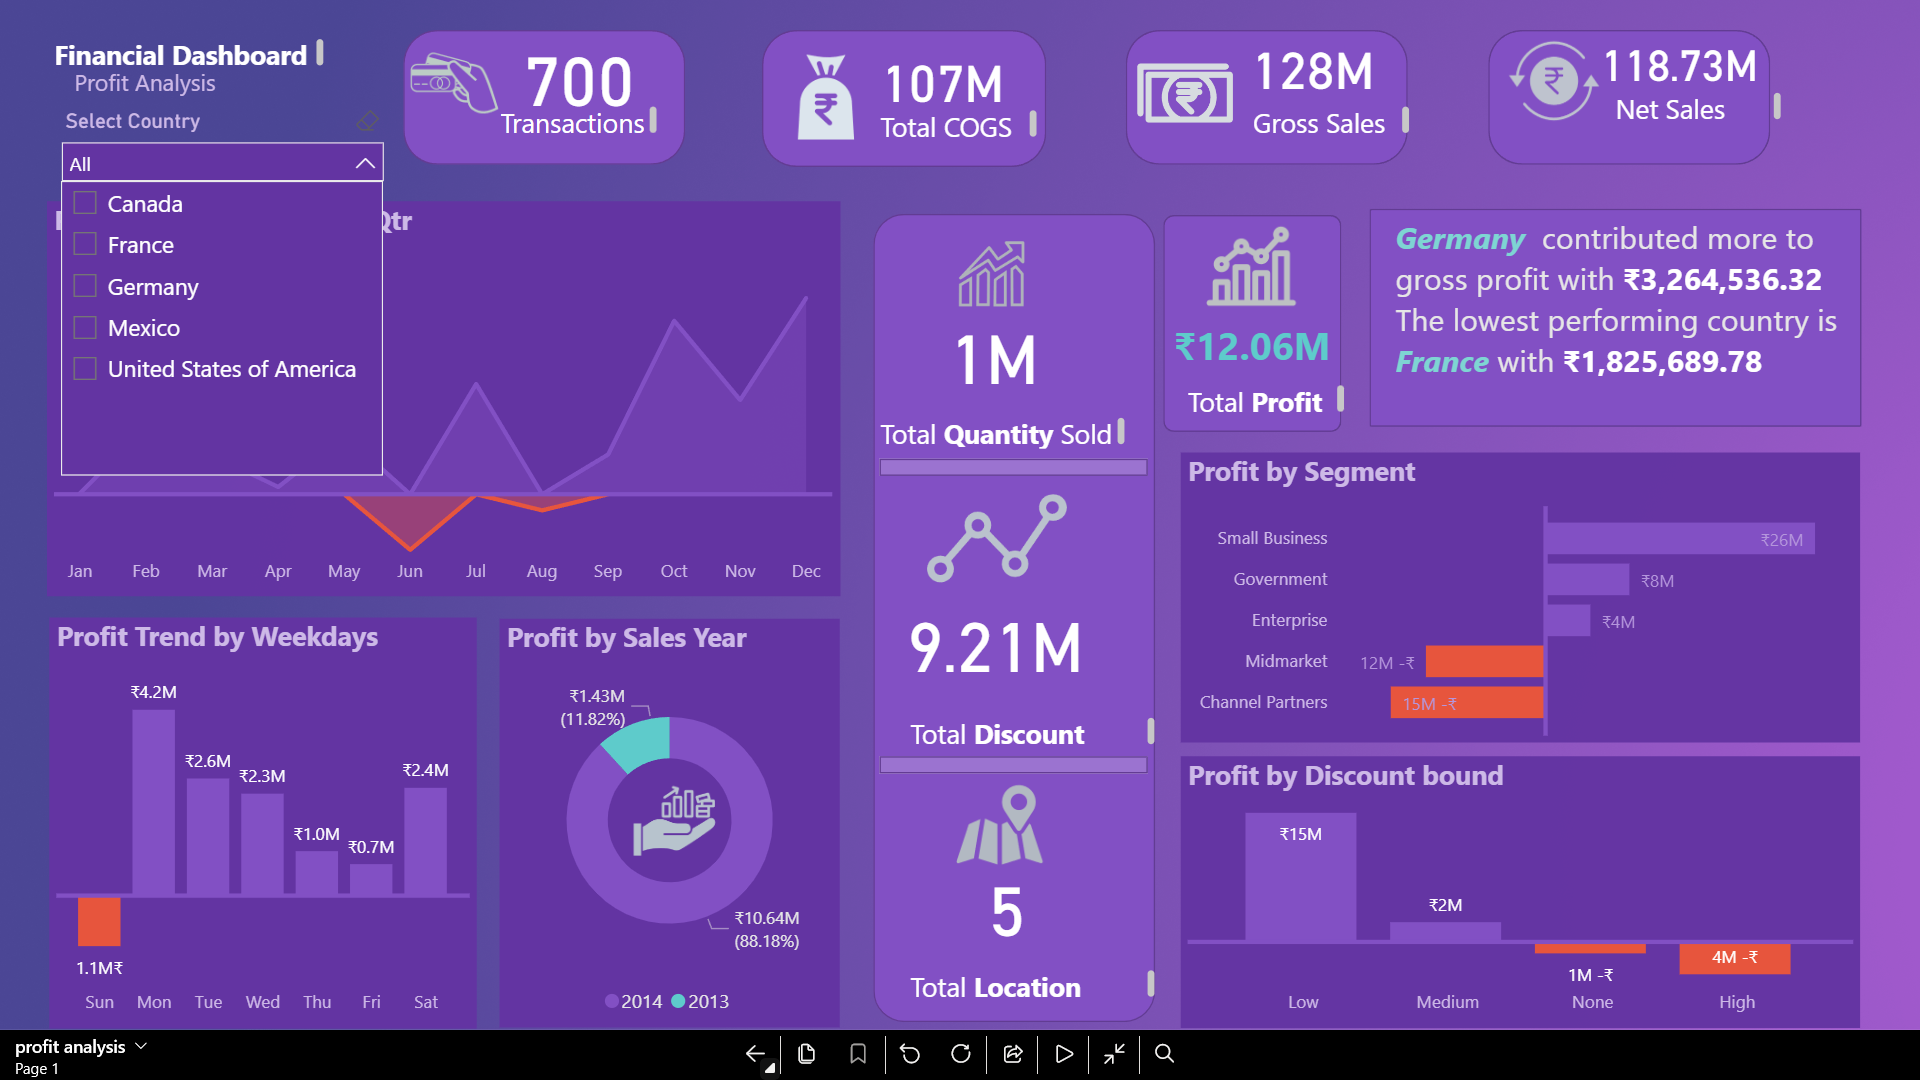 Financial Dashboard
Profit Analysis
Select Country
All
Canada
France
Germany
Mexico
United States of America
700
Transactions
107M
Total COGS
128M
Gross Sales
118.73M
Net Sales
Qtr
Jan Feb Mar Apr May Jun Jul Aug Sep Oct Nov Dec
1M
Total Quantity Sold
9.21M
Total Discount
5
Total Location
₹12.06M
Total Profit
Germany contributed more to
gross profit with ₹3,264,536.32
The lowest performing country is
France with ₹1,825,689.78
Profit by Segment
Small Business ₹26M
Government ₹8M
Enterprise ₹4M
Midmarket 12M -₹
Channel Partners 15M -₹
Profit Trend by Weekdays
₹4.2M
₹2.6M
₹2.3M
₹1.0M
₹0.7M
₹2.4M
1.1M₹
Sun Mon Tue Wed Thu Fri Sat
Profit by Sales Year
₹1.43M
(11.82%)
₹10.64M
(88.18%)
2014 2013
Profit by Discount bound
₹15M
₹2M
1M -₹
4M -₹
Low Medium None High
profit analysis
Page 1